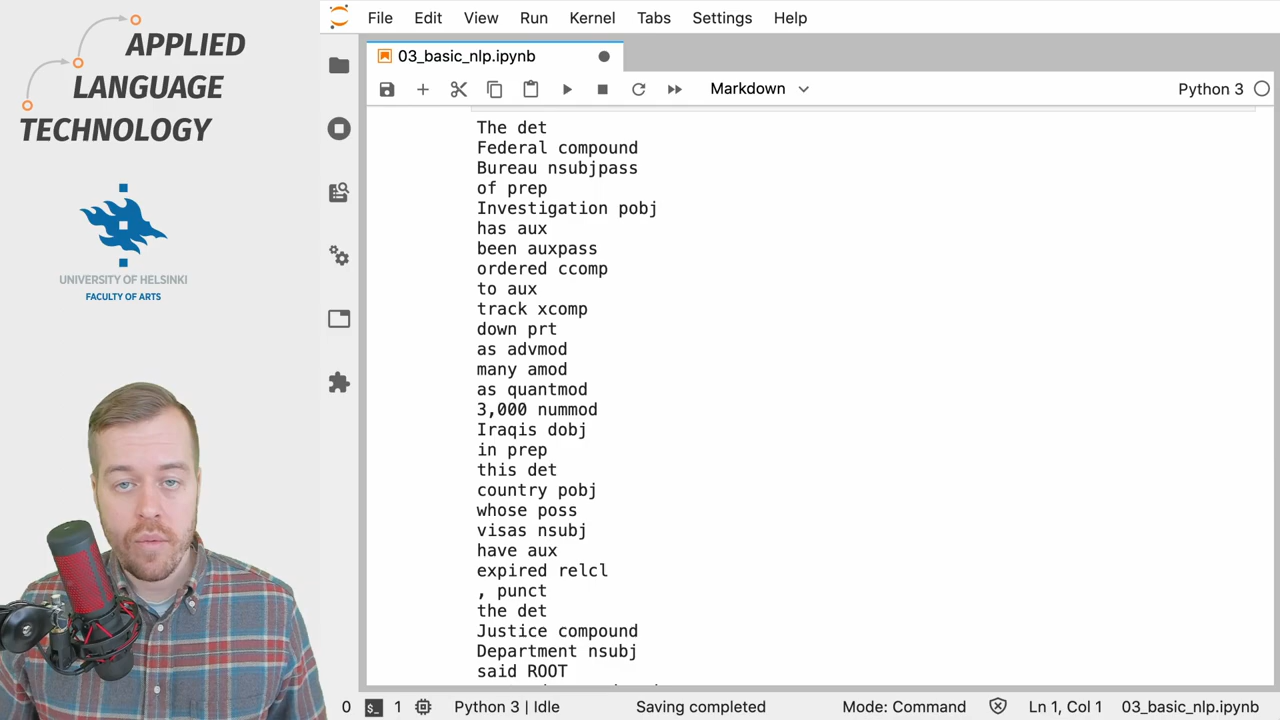 APPLIED
LANGUAGE
TECHNOLOGY
UNIVERSITY OF HELSINKI
FACULTY OF ARTS
File Edit View Run Kernel Tabs Settings Help
03_basic_nlp.ipynb
Markdown
Python 3
The det
Federal compound
Bureau nsubjpass
of prep
Investigation pobj
has aux
been auxpass
ordered ccomp
to aux
track xcomp
down prt
as advmod
many amod
as quantmod
3,000 nummod
Iraqis dobj
in prep
this det
country pobj
whose poss
visas nsubj
have aux
expired relcl
, punct
the det
Justice compound
Department nsubj
said ROOT
0 $_ 1 Python 3 | Idle Saving completed Mode: Command Ln 1, Col 1 03_basic_nlp.ipynb